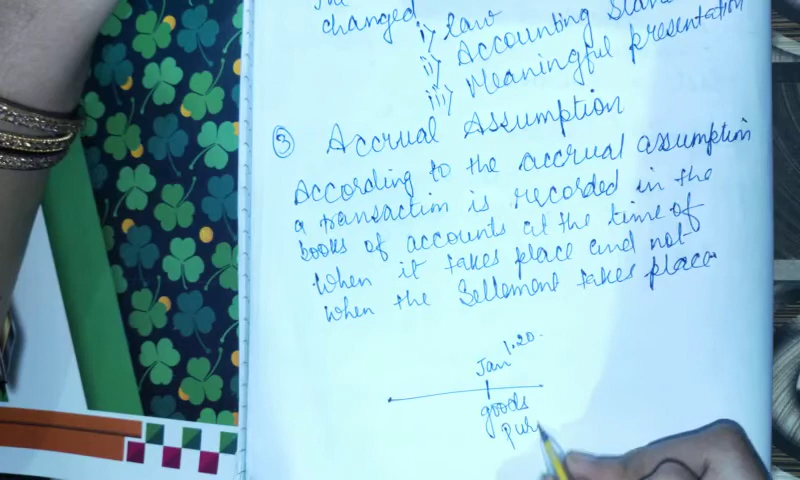 changed
i) law
ii) Accounting Stan
iii) Meaningful presentation
③ Accrual Assumption
According to the accrual assumption
a transaction is recorded in the
books of accounts at the time of
when it takes place and not
when the Settlement takes place
Jan 1.20.
goods
pur